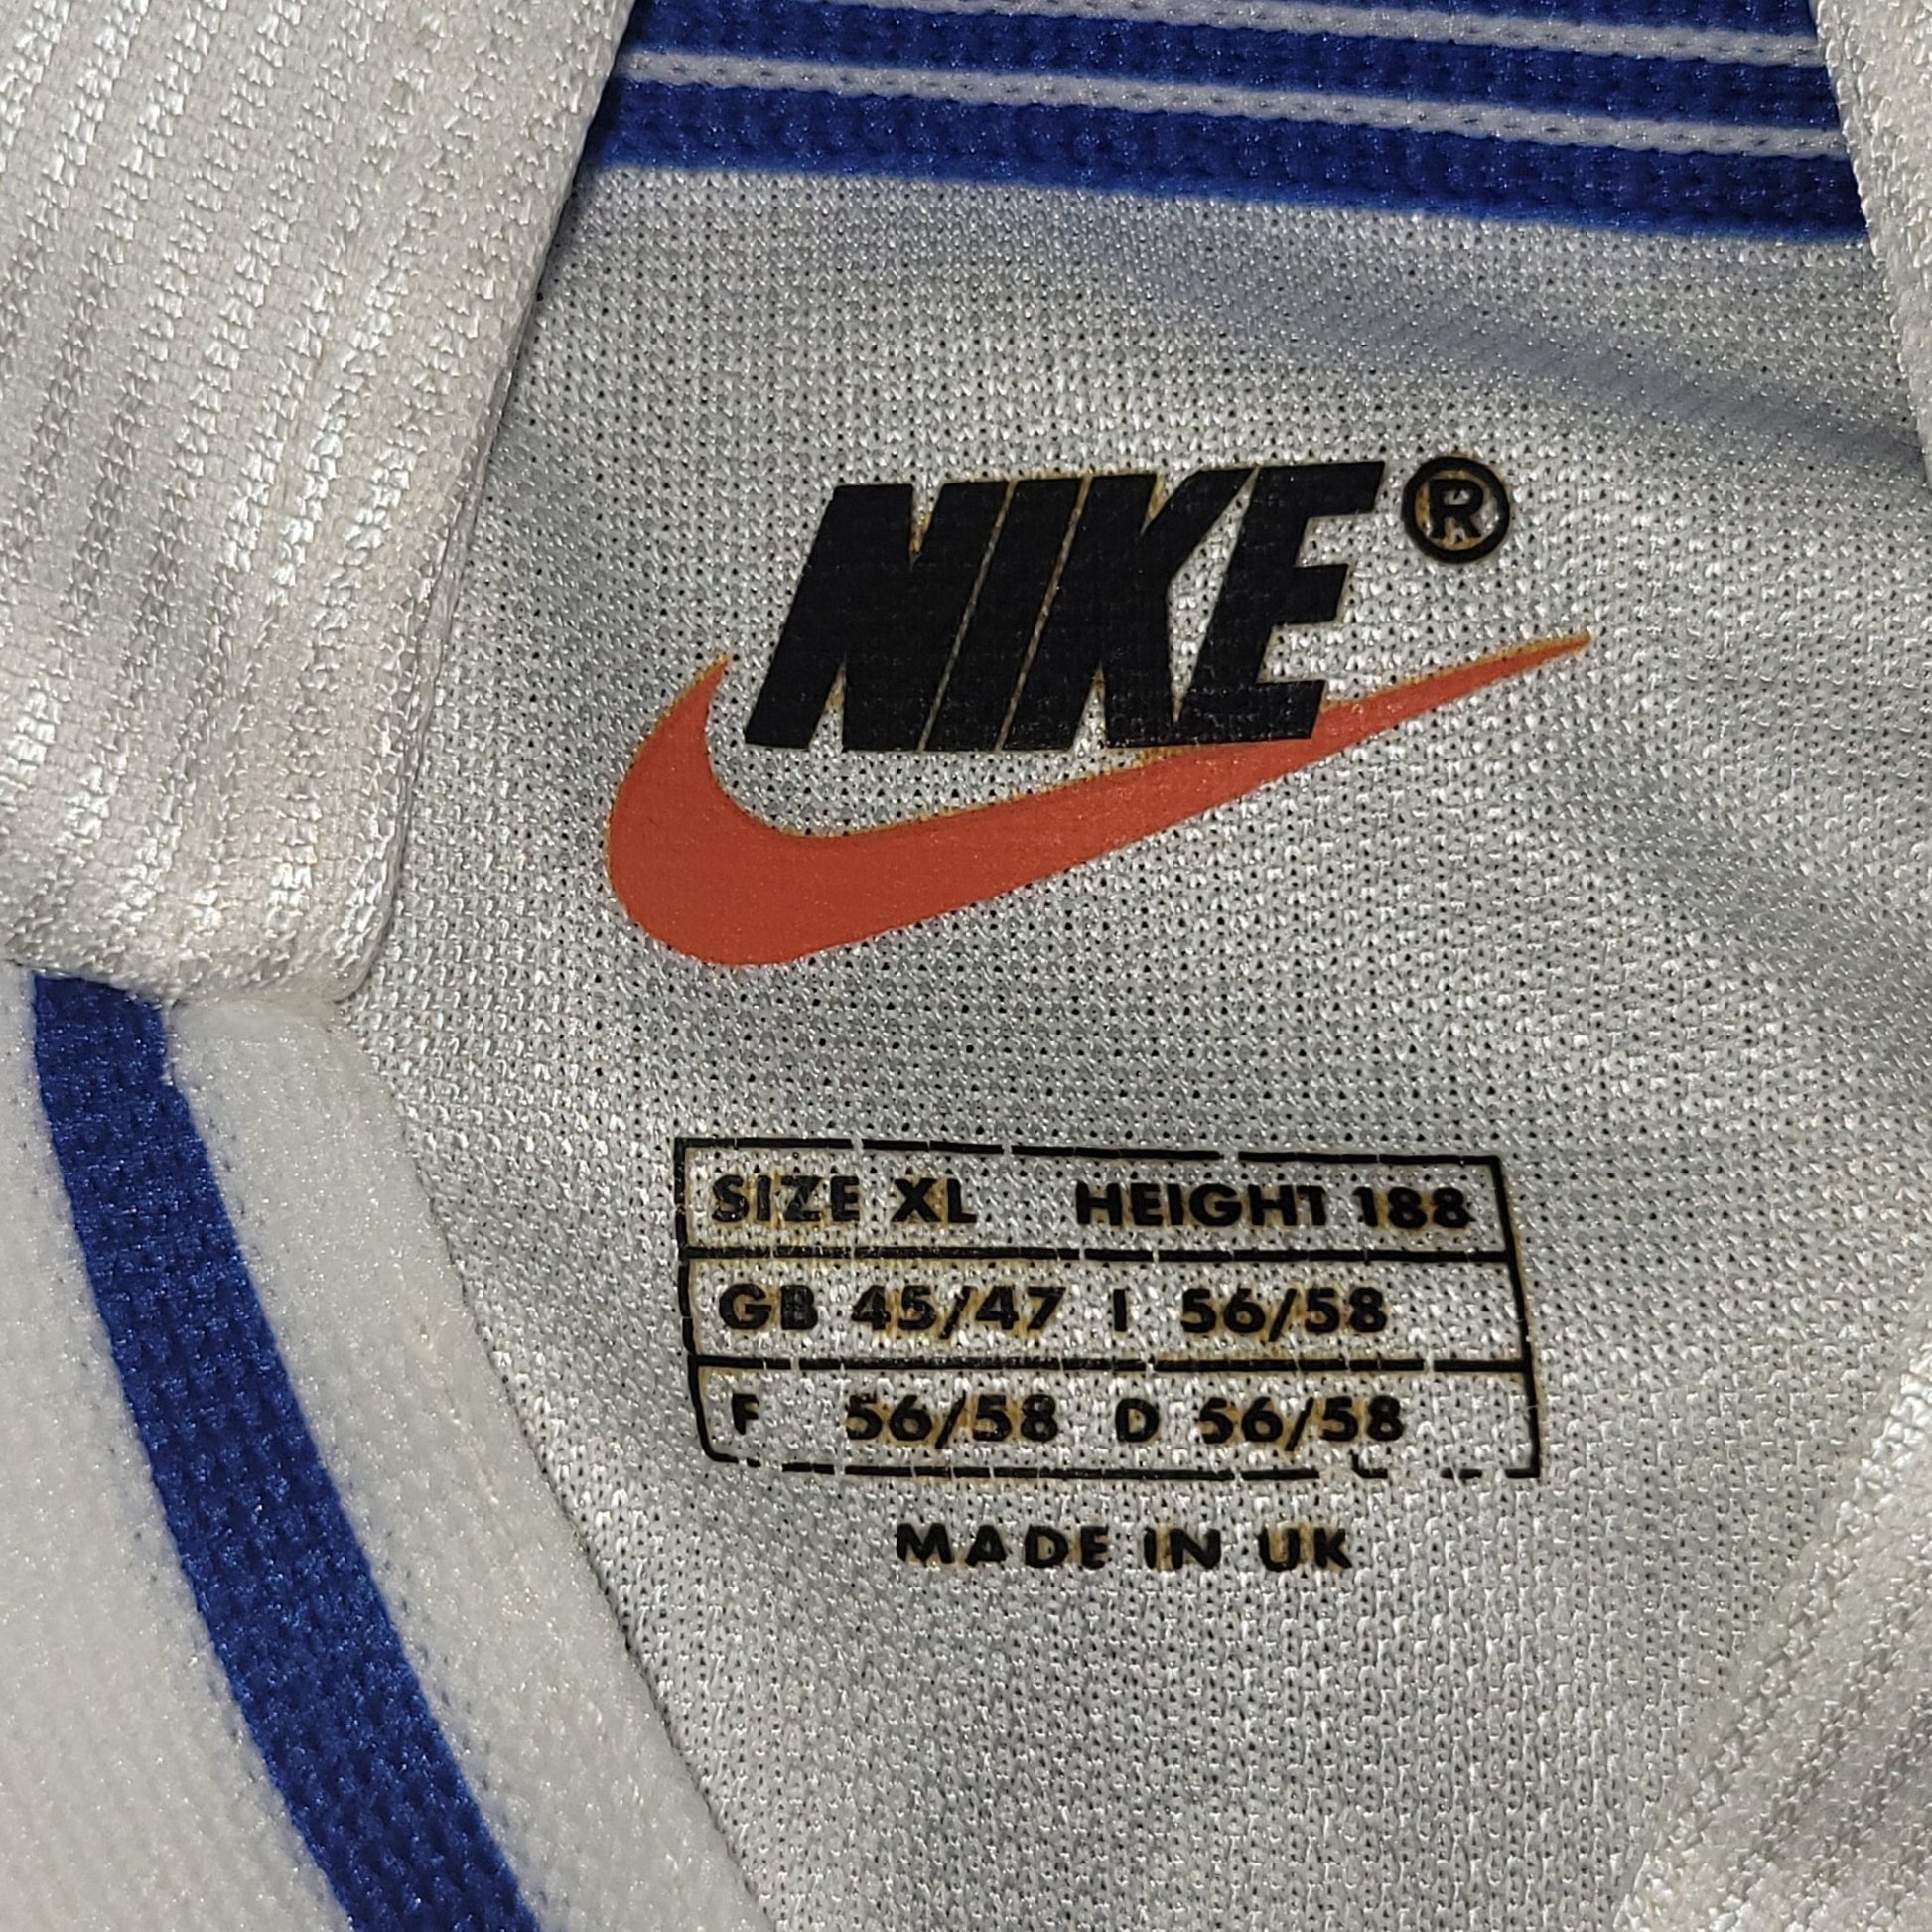 NIKE®
SIZE XL HEIGHT 188
GB 45/47 I 56/58
F 56/58 D 56/58
MADE IN UK